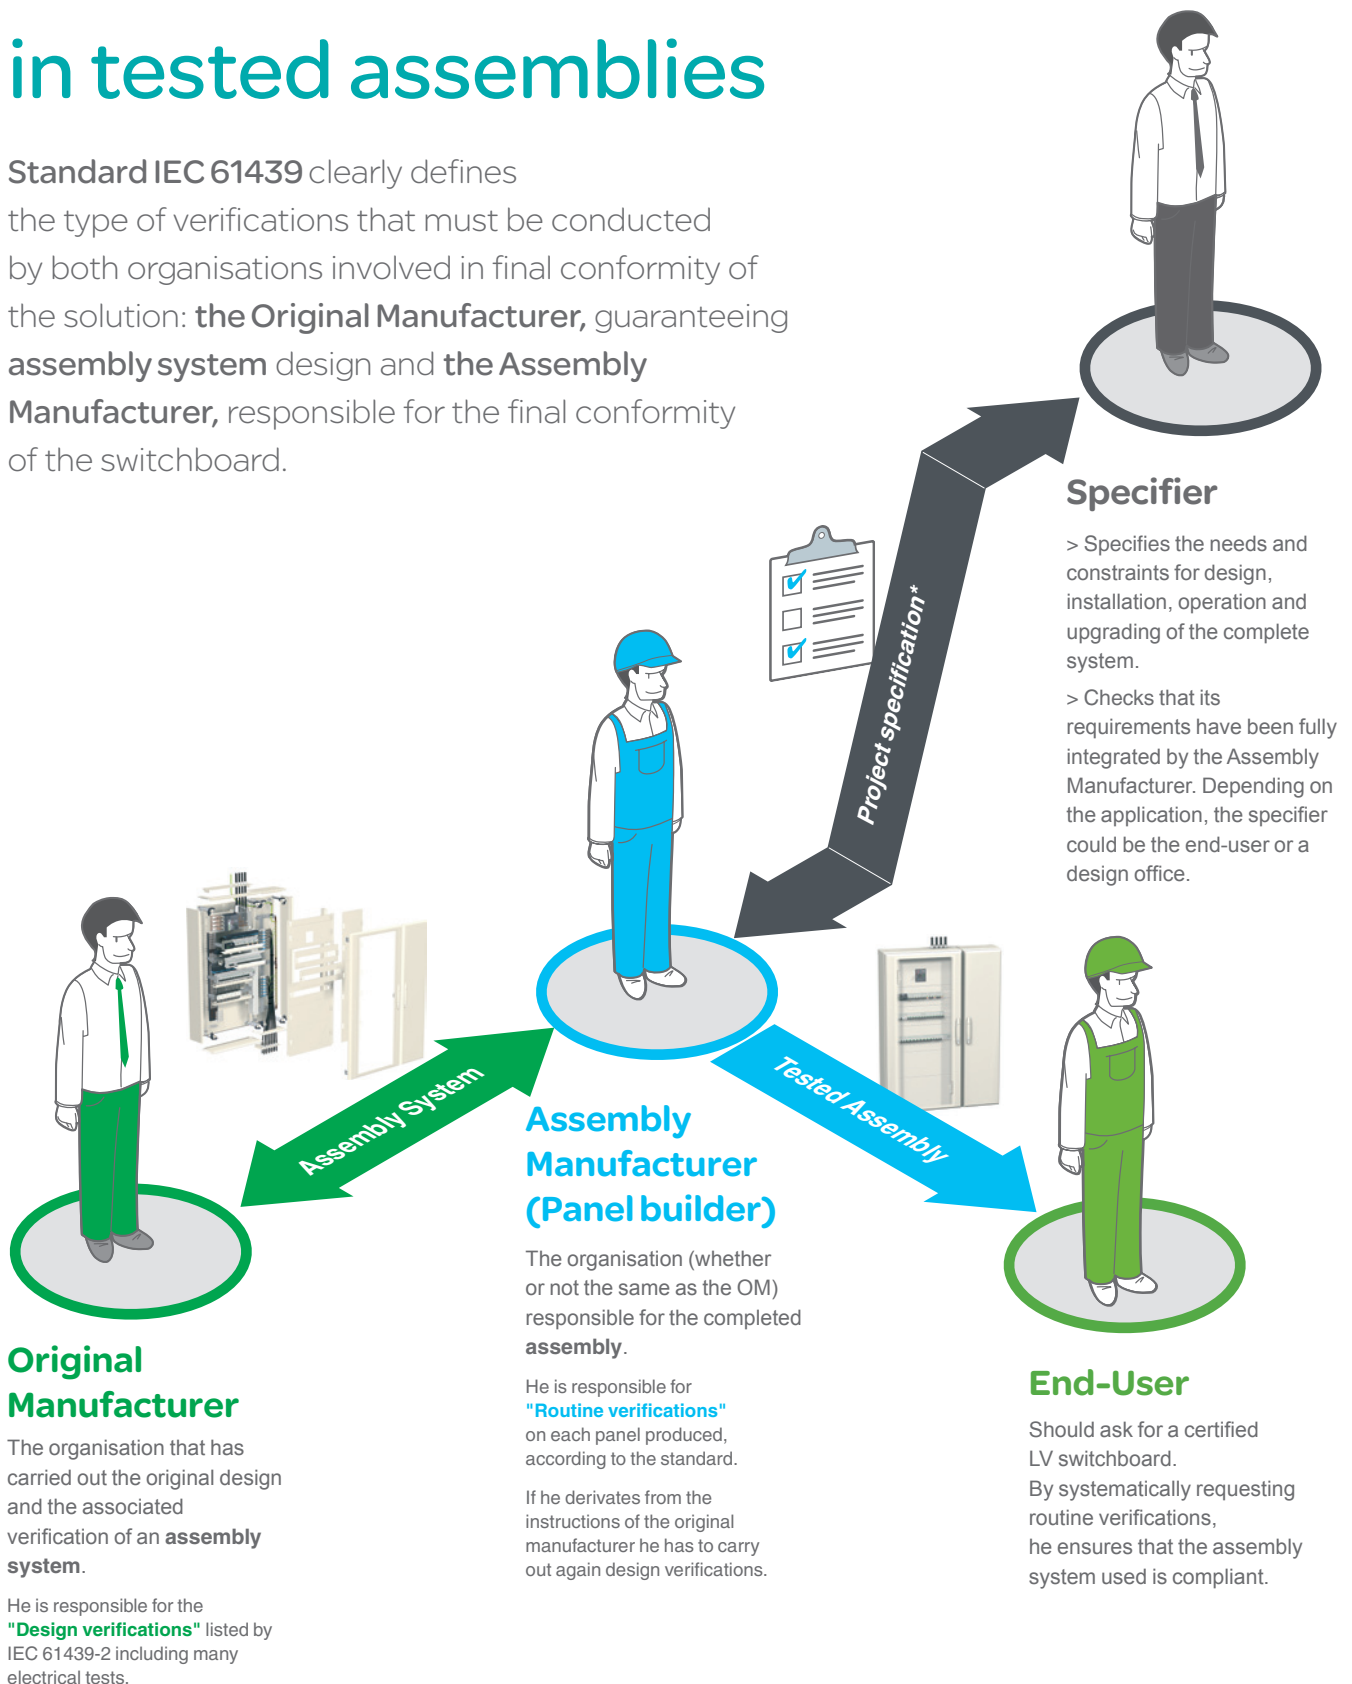 in tested assemblies
Standard IEC 61439 clearly defines
the type of verifications that must be conducted
by both organisations involved in final conformity of
the solution: the Original Manufacturer, guaranteeing
assembly system design and the Assembly
Manufacturer, responsible for the final conformity
of the switchboard.
Project specification*
Specifier
> Specifies the needs and
constraints for design,
installation, operation and
upgrading of the complete
system.
> Checks that its
requirements have been fully
integrated by the Assembly
Manufacturer. Depending on
the application, the specifier
could be the end-user or a
design office.
Assembly System
Tested Assembly
Assembly
Manufacturer
(Panel builder)
The organisation (whether
or not the same as the OM)
responsible for the completed
assembly.
He is responsible for
"Routine verifications"
on each panel produced,
according to the standard.
If he derivates from the
instructions of the original
manufacturer he has to carry
out again design verifications.
Original
Manufacturer
The organisation that has
carried out the original design
and the associated
verification of an assembly
system.
He is responsible for the
"Design verifications" listed by
IEC 61439-2 including many
electrical tests.
End-User
Should ask for a certified
LV switchboard.
By systematically requesting
routine verifications,
he ensures that the assembly
system used is compliant.